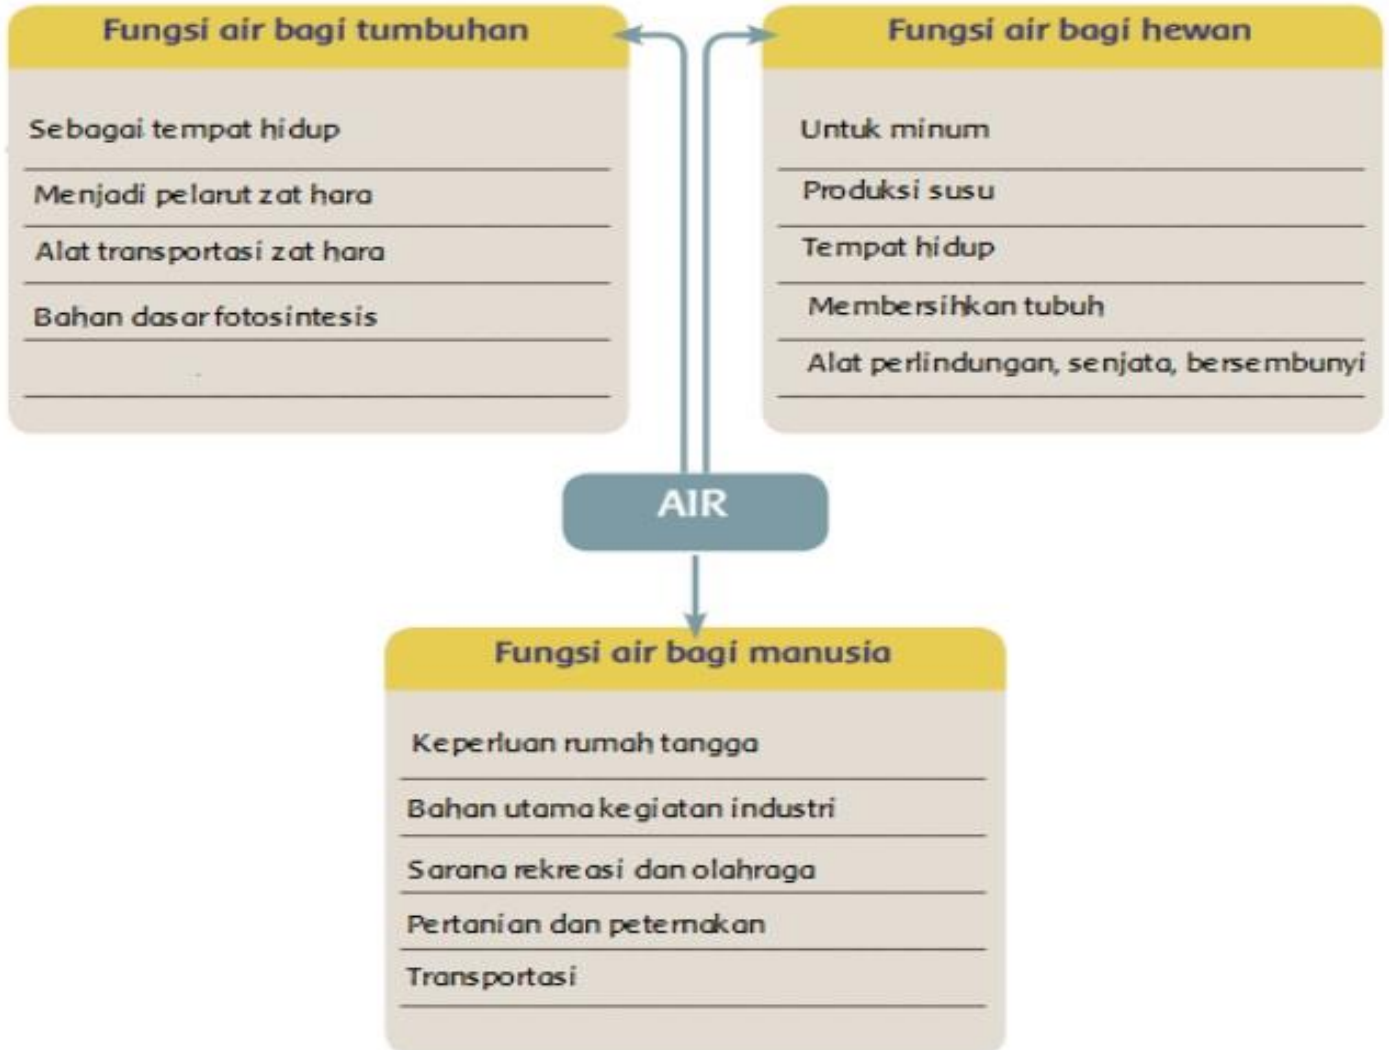 Fungsi air bagi tumbuhan
Sebagai tempat hidup
Menjadi pelarut zat hara
Alat transportasi zat hara
Bahan dasar fotosintesis
Fungsi air bagi hewan
Untuk minum
Produksi susu
Tempat hidup
Membersihkan tubuh
Alat perlindungan, senjata, bersembunyi
AIR
Fungsi air bagi manusia
Keperluan rumah tangga
Bahan utama kegiatan industri
Sarana rekreasi dan olahraga
Pertanian dan peternakan
Transportasi